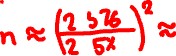 n ≈ (2 576 / 2 5%)² ≈